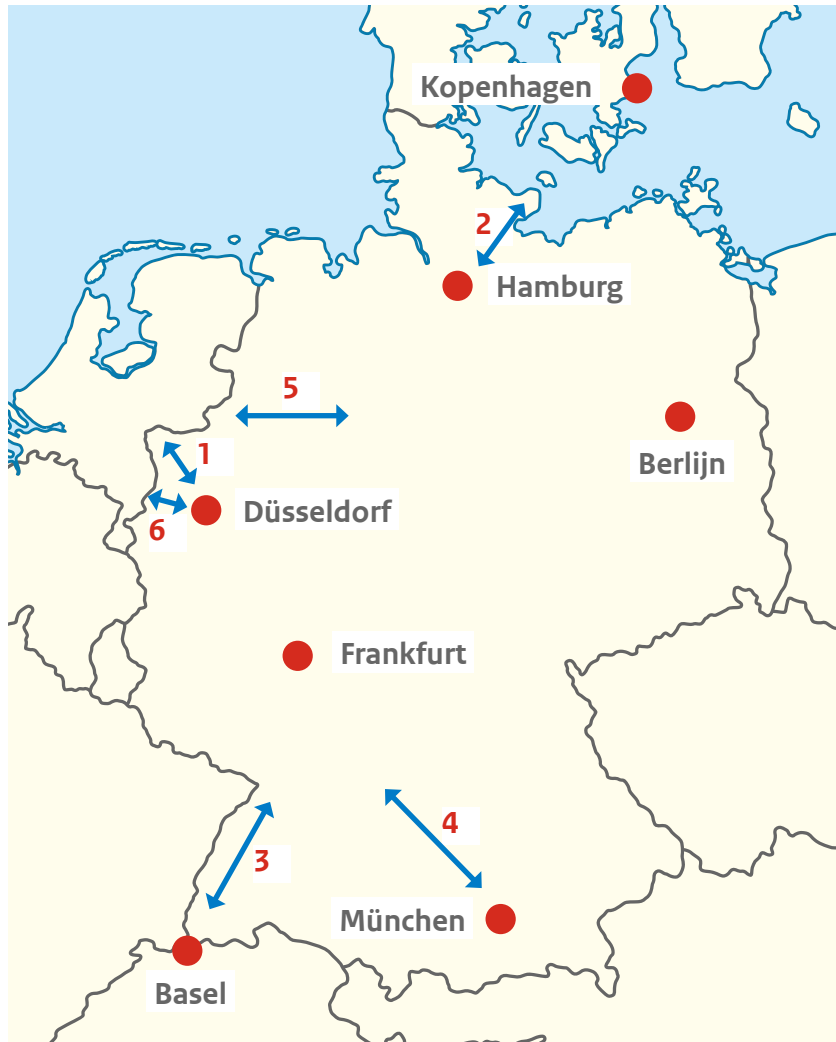 Kopenhagen
2
Hamburg
5
1
Berlijn
Düsseldorf
6
Frankfurt
4
3
München
Basel